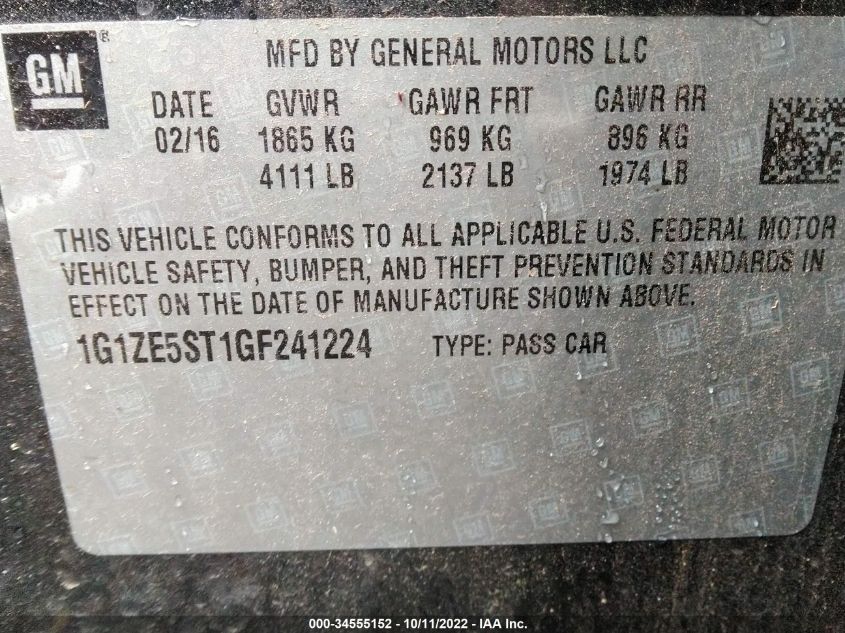 GM ®
MFD BY GENERAL MOTORS LLC
DATE GVWR GAWR FRT GAWR RR
02/16 1865 KG 969 KG 896 KG
4111 LB 2137 LB 1974 LB
THIS VEHICLE CONFORMS TO ALL APPLICABLE U.S. FEDERAL MOTOR
VEHICLE SAFETY, BUMPER, AND THEFT PREVENTION STANDARDS IN
EFFECT ON THE DATE OF MANUFACTURE SHOWN ABOVE.
1G1ZE5ST1GF241224 TYPE: PASS CAR
000-34555152 - 10/11/2022 - IAA Inc.